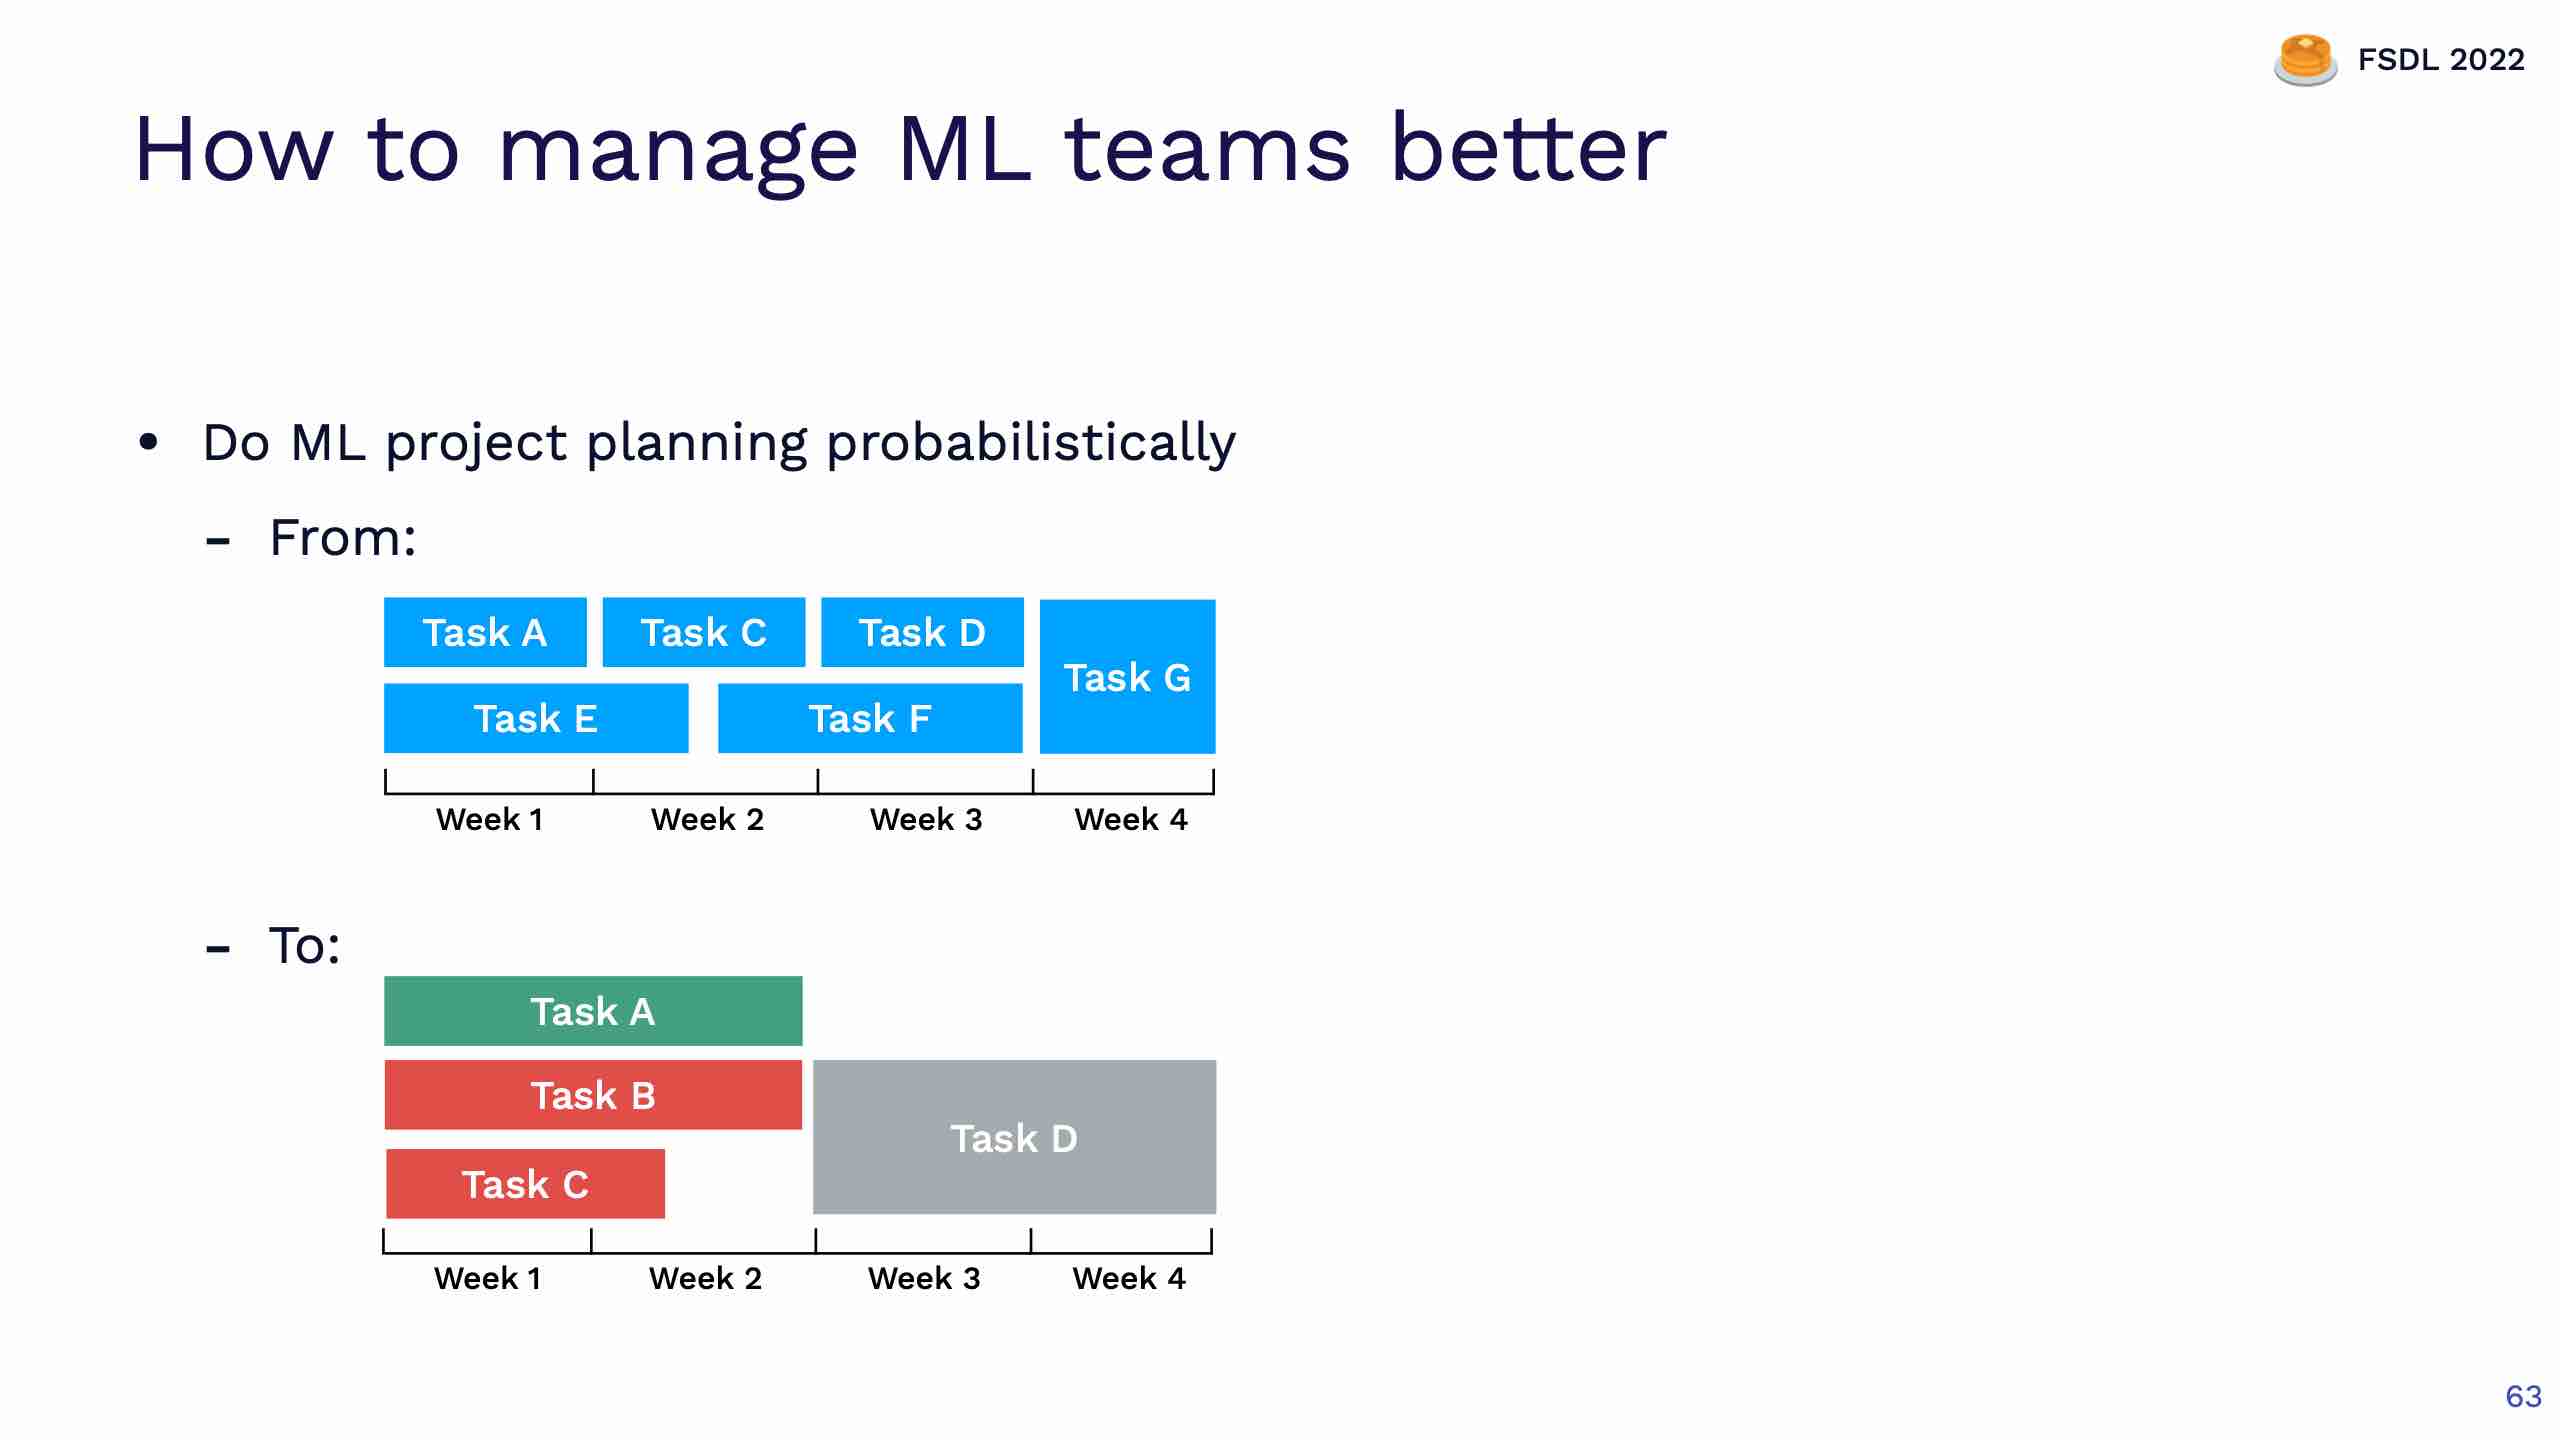 FSDL 2022
How to manage ML teams better
• Do ML project planning probabilistically
- From:
Task A Task C Task D
Task G
Task E Task F
Week 1 Week 2 Week 3 Week 4
- To:
Task A
Task B
Task D
Task C
Week 1 Week 2 Week 3 Week 4
63